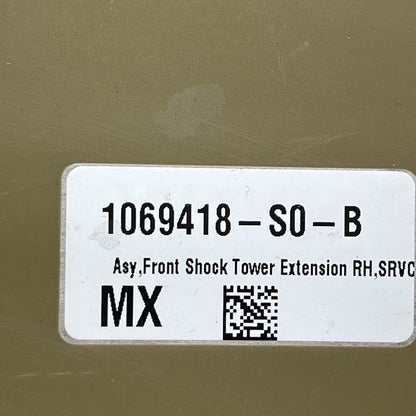 1069418-S0-B
Asy,Front Shock Tower Extension RH,SRVC
MX